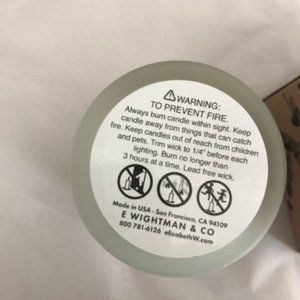 ⚠WARNING:
TO PREVENT FIRE.
Always burn candle within sight. Keep
candle away from things that can catch
fire. Keep candles out of reach from children
and pets. Trim wick to 1/4" before each
lighting. Burn no longer than
3 hours at a time. Lead free wick.
Made in USA - San Francisco, CA 94109
E WIGHTMAN & CO
800 781-6126 elizabethW.com